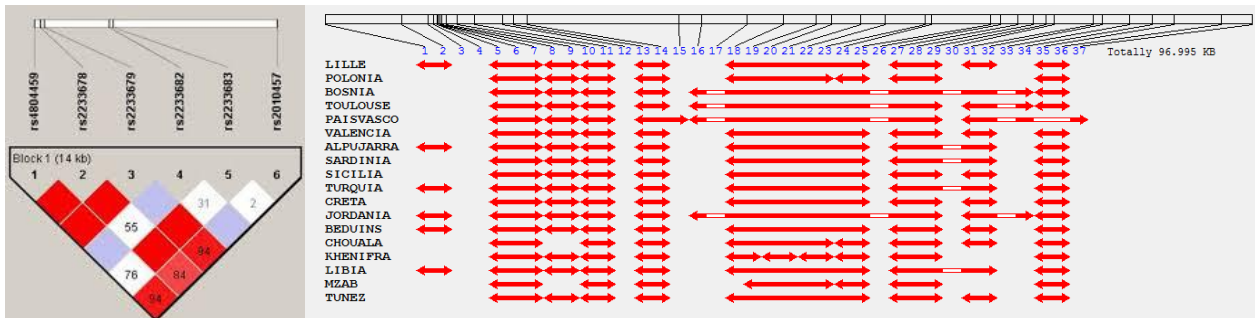 rs4804459
rs2233678
rs2233679
rs2233682
rs2233683
rs2010457
Block 1 (14 kb)
1 2 3 4 5 6
31 2
55
94
76 84
94
1 2 3 4 5 6 7 8 9 10 11 12 13 14 15 16 17 18 19 20 21 22 23 24 25 26 27 28 29 30 31 32 33 34 35 36 37 Totally 96.995 KB
LILLE
POLONIA
BOSNIA
TOULOUSE
PAISVASCO
VALENCIA
ALPUJARRA
SARDINIA
SICILIA
TURQUIA
CRETA
JORDANIA
BEDUINS
CHOUALA
KHENIFRA
LIBIA
MZAB
TUNEZ